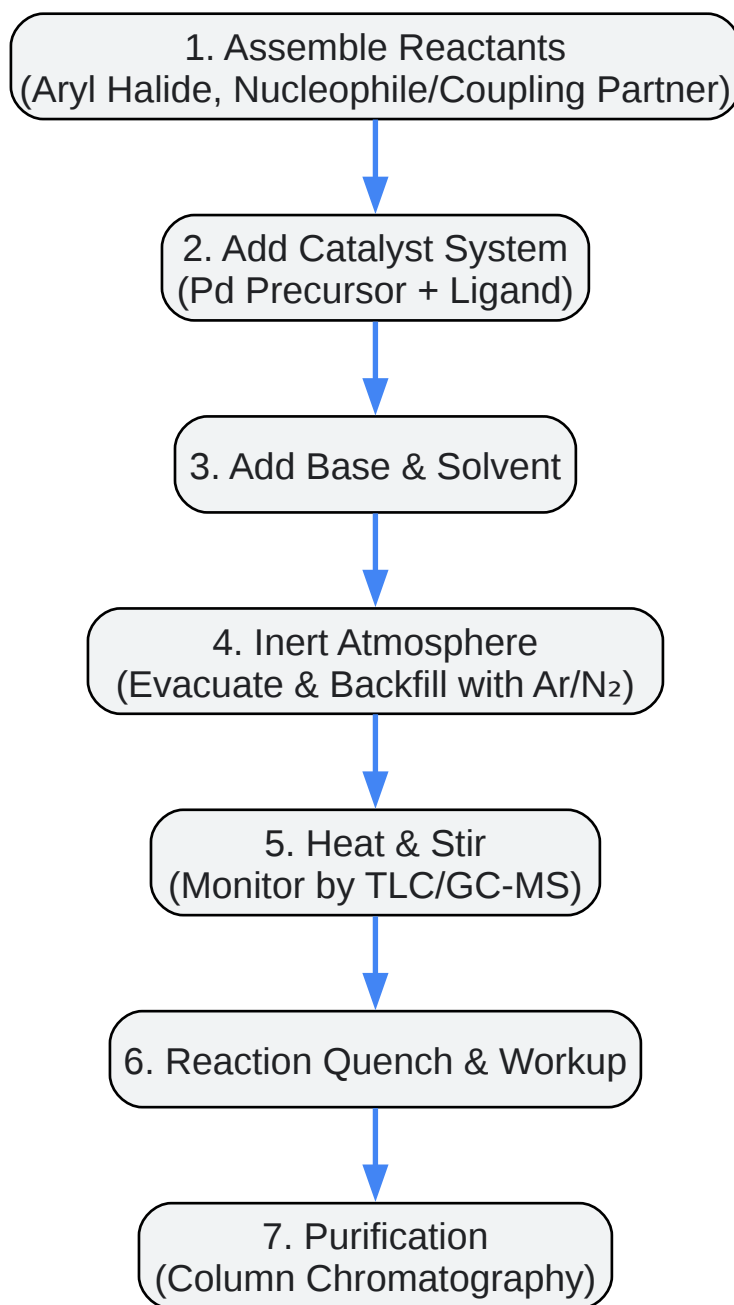 1. Assemble Reactants
(Aryl Halide, Nucleophile/Coupling Partner)
2. Add Catalyst System
(Pd Precursor + Ligand)
3. Add Base & Solvent
4. Inert Atmosphere
(Evacuate & Backfill with Ar/N₂)
5. Heat & Stir
(Monitor by TLC/GC-MS)
6. Reaction Quench & Workup
7. Purification
(Column Chromatography)